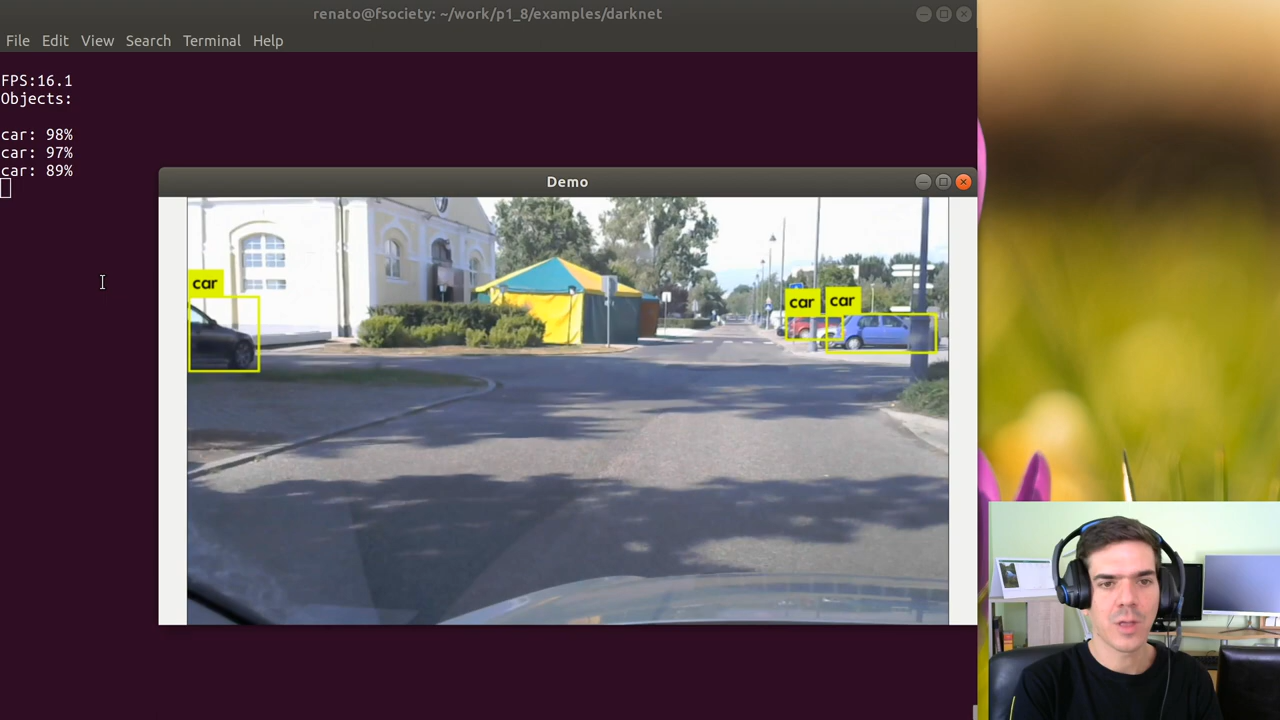 renato@fsociety: ~/work/p1_8/examples/darknet
File Edit View Search Terminal Help
FPS:16.1
Objects:
car: 98%
car: 97%
car: 89%
Demo
car
car
car